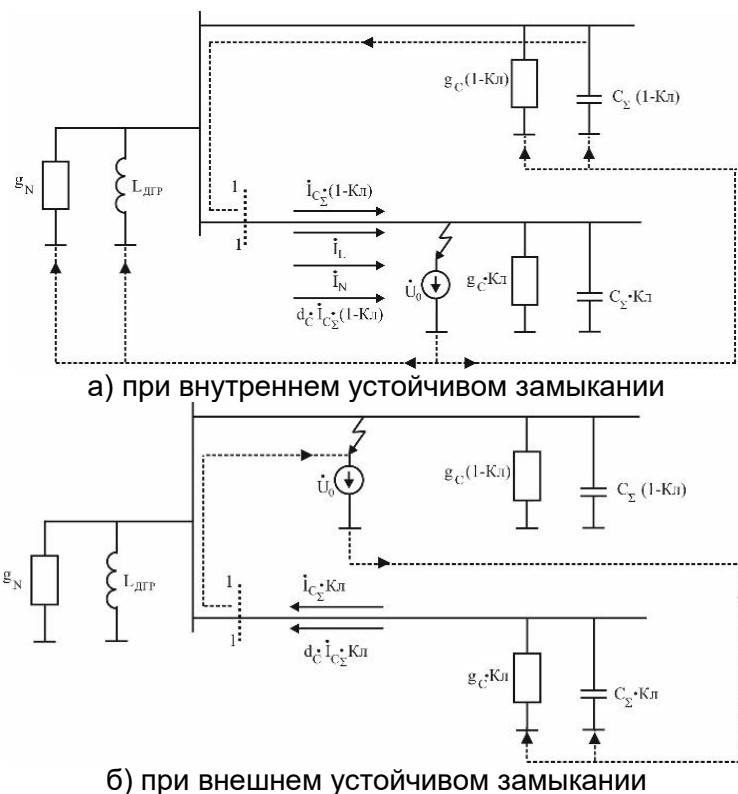 g_C(1-Кл)
C_Σ (1-Кл)
g_N
L_ДГР
1
1
İ_C_Σ·(1-Кл)
İ_L
İ_N
d_C·İ_C_Σ·(1-Кл)
U̇_0
g_C·Кл
C_Σ·Кл
а) при внутреннем устойчивом замыкании
U̇_0
g_C(1-Кл)
C_Σ (1-Кл)
g_N
L_ДГР
1
1
İ_C_Σ·Кл
d_C·İ_C_Σ·Кл
g_C·Кл
C_Σ·Кл
б) при внешнем устойчивом замыкании